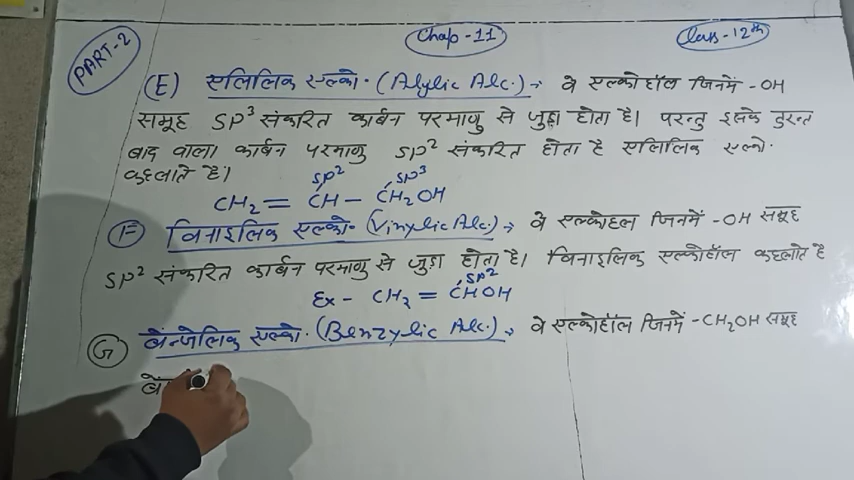 PART-2
Chap-11
Class-12th
(E) एलिलिक एल्को. (Allylic Alc.) :- वे एल्कोहॉल जिनमें -OH
समूह SP³ संकरित कार्बन परमाणु से जुड़ा होता है। परन्तु इसके तुरन्त
बाद वाला कार्बन परमाणु SP² संकरित होता है एलिलिक एल्को.
कहलाते है।
SP² SP³
CH₂ = CH - CH₂OH
(F) विनाइलिक एल्को. (Vinylic Alc.) :- वे एल्कोहल जिनमें -OH समूह
SP² संकरित कार्बन परमाणु से जुड़ा होता है। विनाइलिक एल्कोहॉल कहलाते है
SP²
Ex - CH₂ = CHOH
(G) बेंन्जेलिक एल्को. (Benzylic Alc.) :- वे एल्कोहॉल जिनमें -CH₂OH समूह